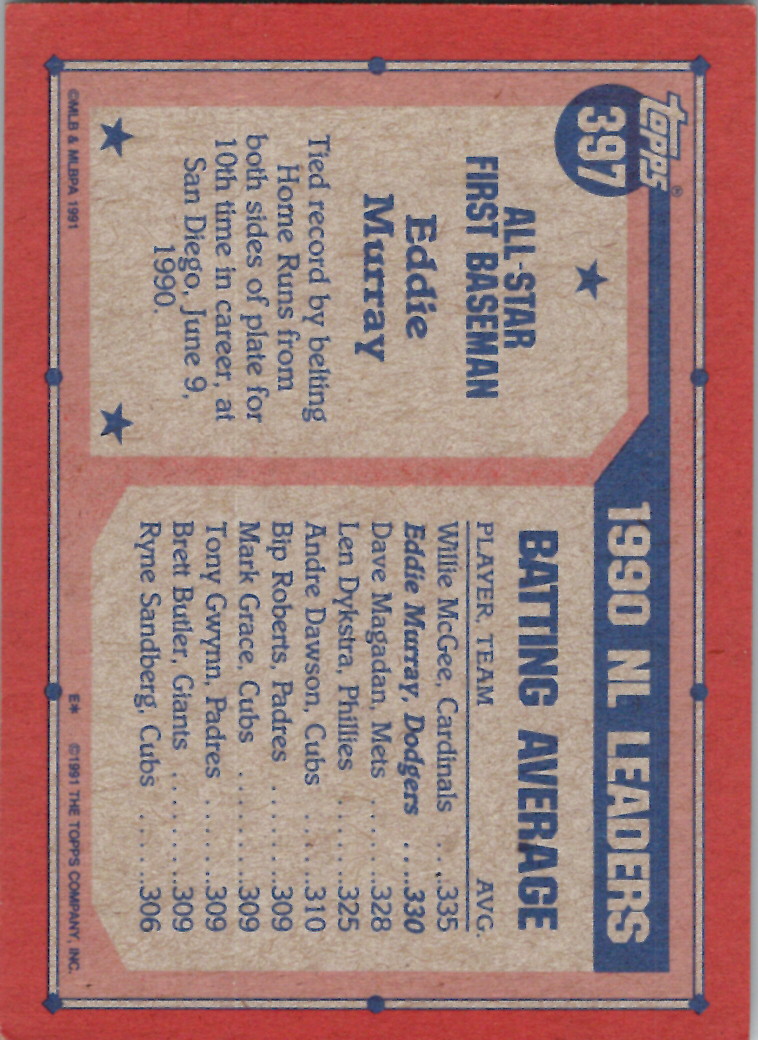 topps®
397
ALL-STAR
FIRST BASEMAN
Eddie
Murray
Tied record by belting
Home Runs from
both sides of plate for
10th time in career, at
San Diego, June 9,
1990.
©MLB & MLBPA 1991
1990 NL LEADERS
BATTING AVERAGE
PLAYER, TEAM AVG.
Willie McGee, Cardinals ....335
Eddie Murray, Dodgers ....330
Dave Magadan, Mets ......328
Len Dykstra, Phillies .......325
Andre Dawson, Cubs ......310
Bip Roberts, Padres ........309
Mark Grace, Cubs .........309
Tony Gwynn, Padres .......309
Brett Butler, Giants .........309
Ryne Sandberg, Cubs ......306
E* ©1991 THE TOPPS COMPANY, INC.